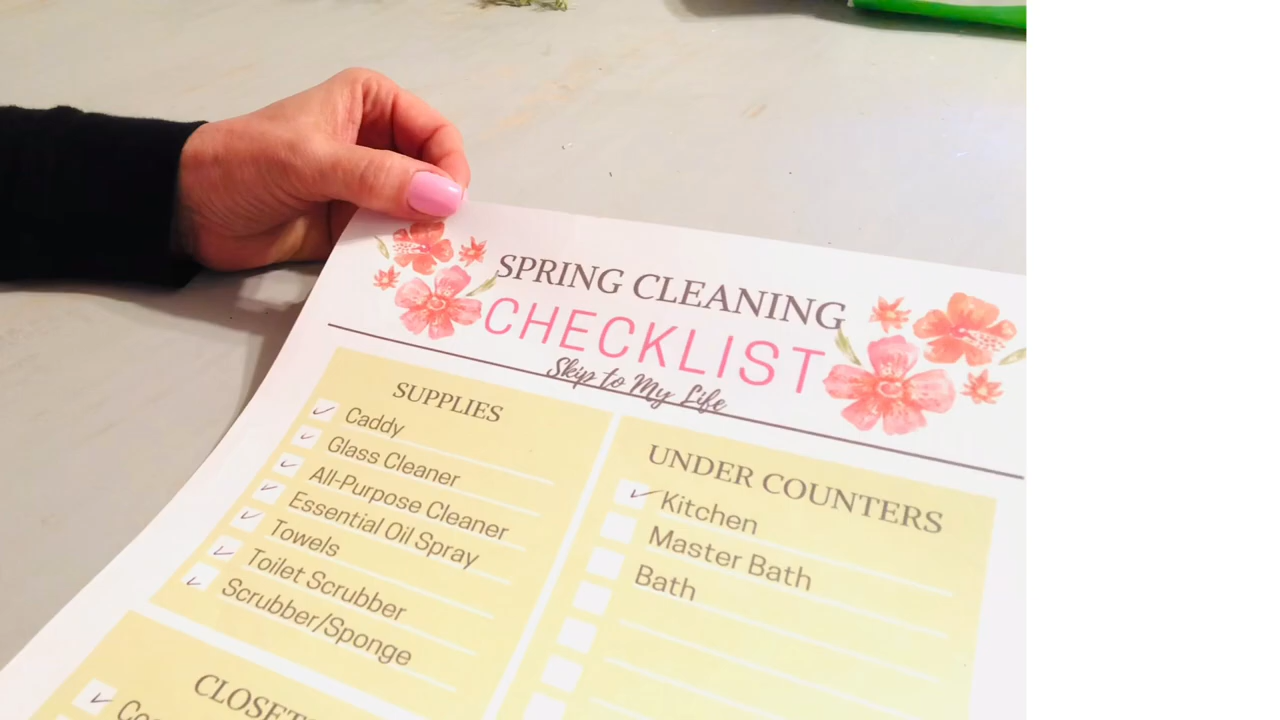 SPRING CLEANING
CHECKLIST
Skip to My Life
SUPPLIES
Caddy
Glass Cleaner
All-Purpose Cleaner
Essential Oil Spray
Towels
Toilet Scrubber
Scrubber/Sponge
UNDER COUNTERS
Kitchen
Master Bath
Bath